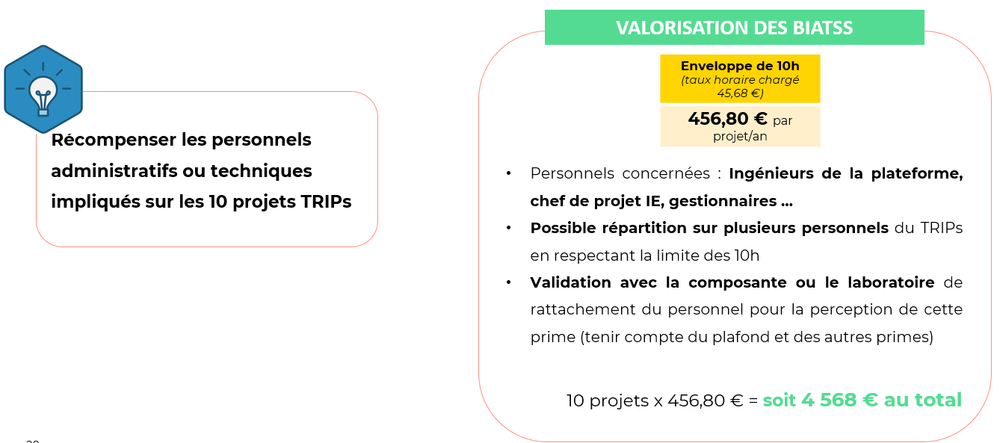 VALORISATION DES BIATSS
Enveloppe de 10h
(taux horaire chargé
45,68 €)
456,80 € par
projet/an
Récompenser les personnels
administratifs ou techniques
impliqués sur les 10 projets TRIPs
• Personnels concernées : Ingénieurs de la plateforme,
chef de projet IE, gestionnaires ...
• Possible répartition sur plusieurs personnels du TRIPs
en respectant la limite des 10h
• Validation avec la composante ou le laboratoire de
rattachement du personnel pour la perception de cette
prime (tenir compte du plafond et des autres primes)
10 projets x 456,80 € = soit 4 568 € au total